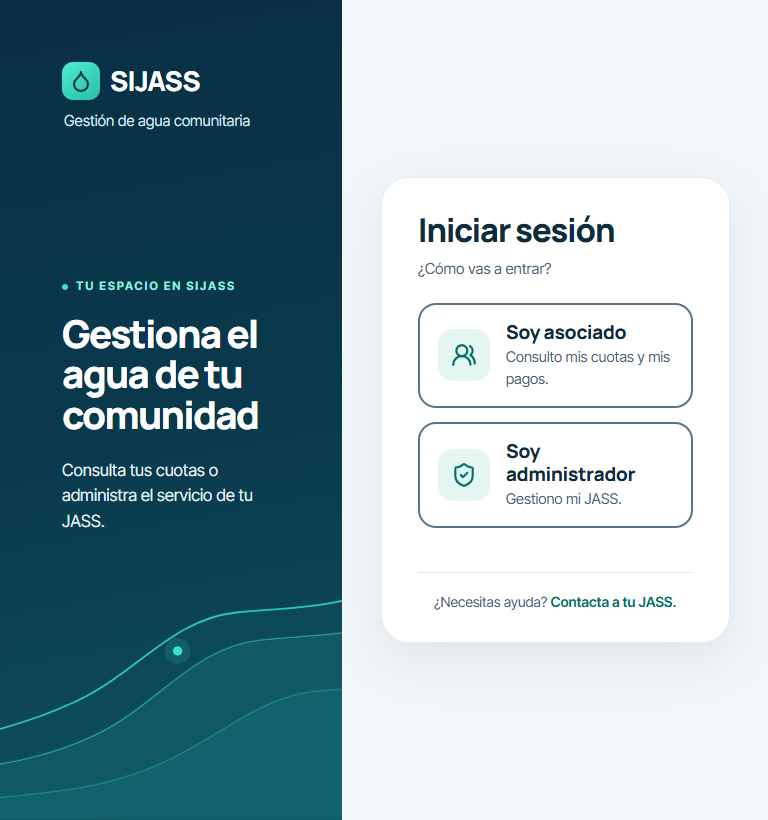 SIJASS
Gestión de agua comunitaria
TU ESPACIO EN SIJASS
Gestiona el
agua de tu
comunidad
Consulta tus cuotas o
administra el servicio de tu
JASS.
Iniciar sesión
¿Cómo vas a entrar?
Soy asociado
Consulto mis cuotas y mis
pagos.
Soy
administrador
Gestiono mi JASS.
¿Necesitas ayuda? Contacta a tu JASS.